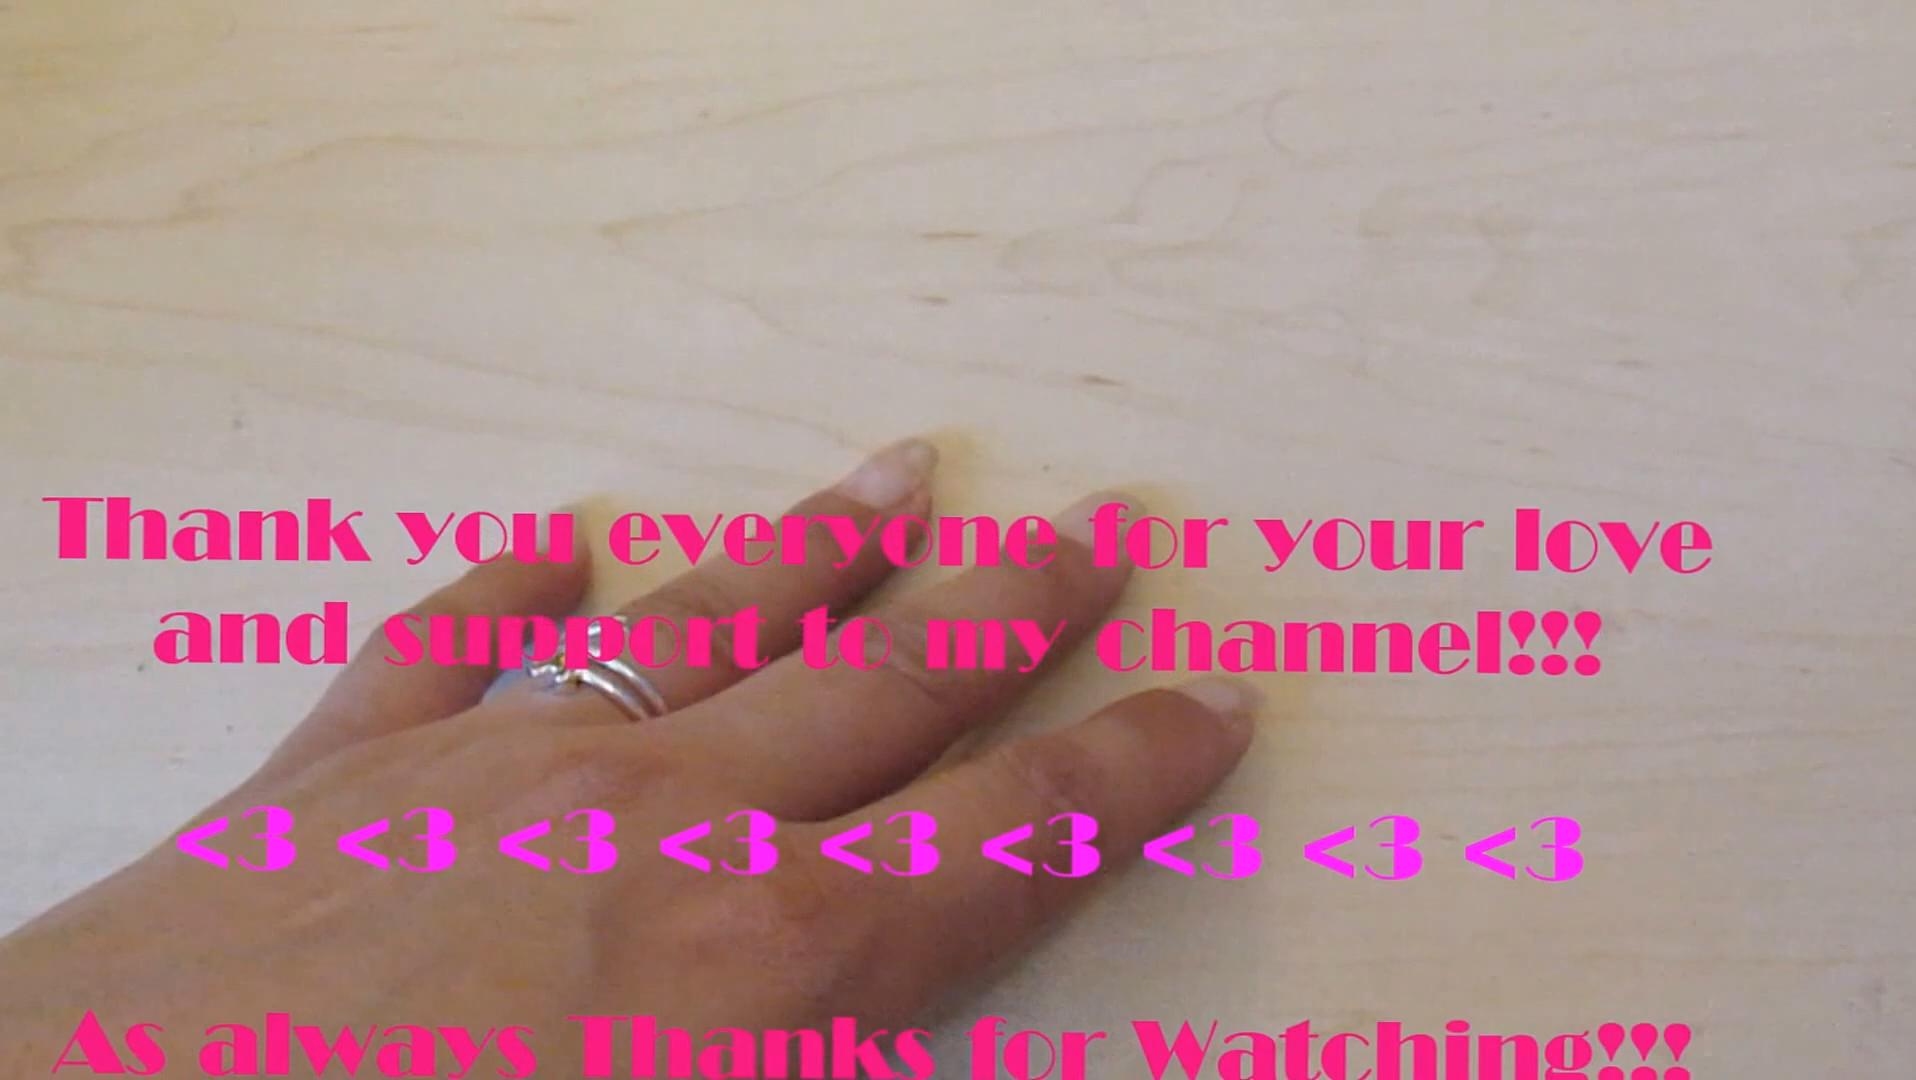 Thank you everyone for your love
and support to my channel!!!
<3 <3 <3 <3 <3 <3 <3 <3 <3
As always Thanks for Watching!!!